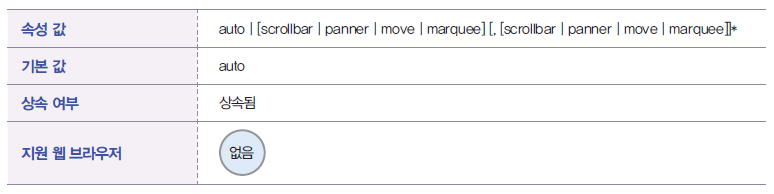 속성 값 auto | [scrollbar | panner | move | marquee] [, [scrollbar | panner | move | marquee]]*
기본 값 auto
상속 여부 상속됨
지원 웹 브라우저 없음